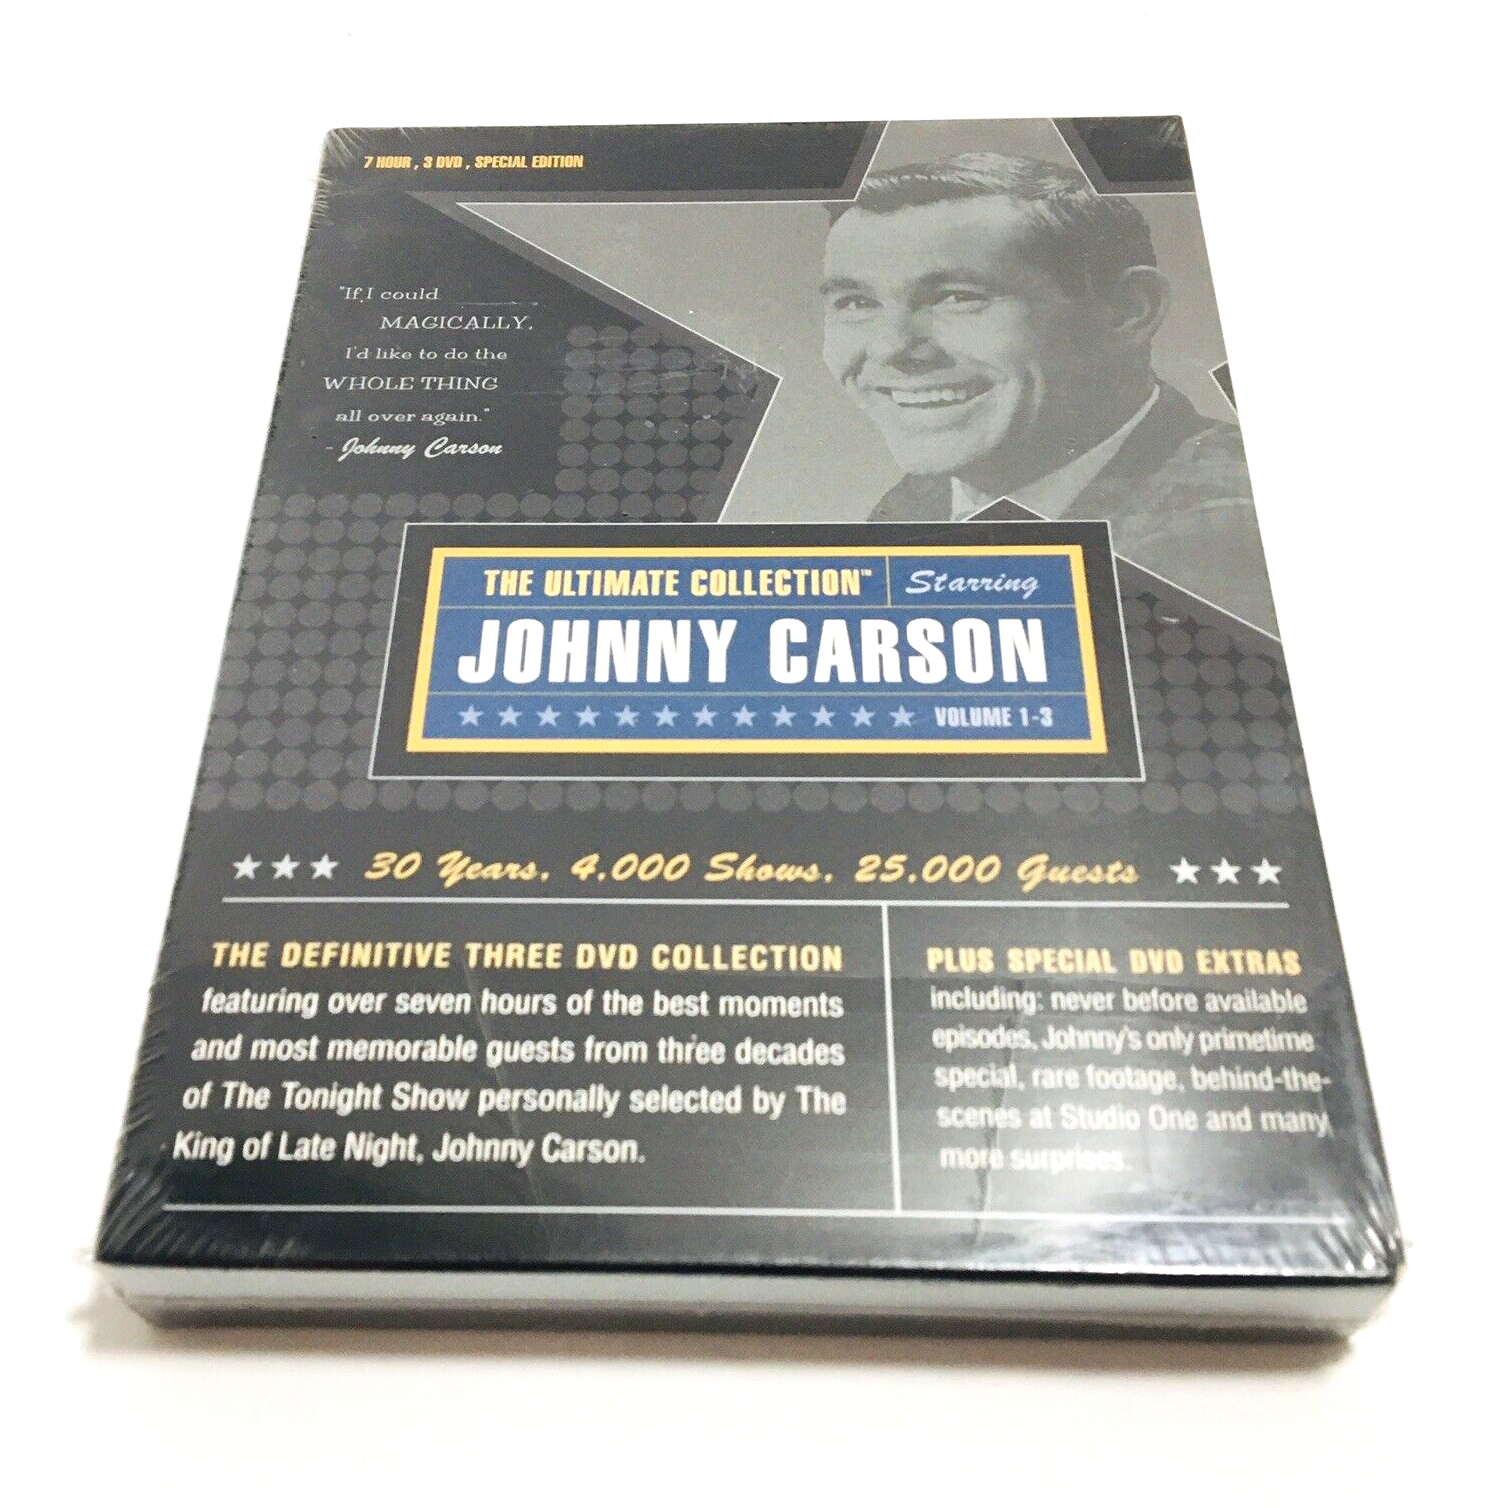 7 HOUR, 3 DVD, SPECIAL EDITION
"If I could
MAGICALLY,
I'd like to do the
WHOLE THING
all over again."
- Johnny Carson
THE ULTIMATE COLLECTION™ Starring
JOHNNY CARSON
VOLUME 1-3
30 Years, 4,000 Shows, 25,000 Guests
THE DEFINITIVE THREE DVD COLLECTION
featuring over seven hours of the best moments
and most memorable guests from three decades
of The Tonight Show personally selected by The
King of Late Night, Johnny Carson.
PLUS SPECIAL DVD EXTRAS
including: never before available
episodes, Johnny's only primetime
special, rare footage, behind-the-
scenes at Studio One and many
more surprises.